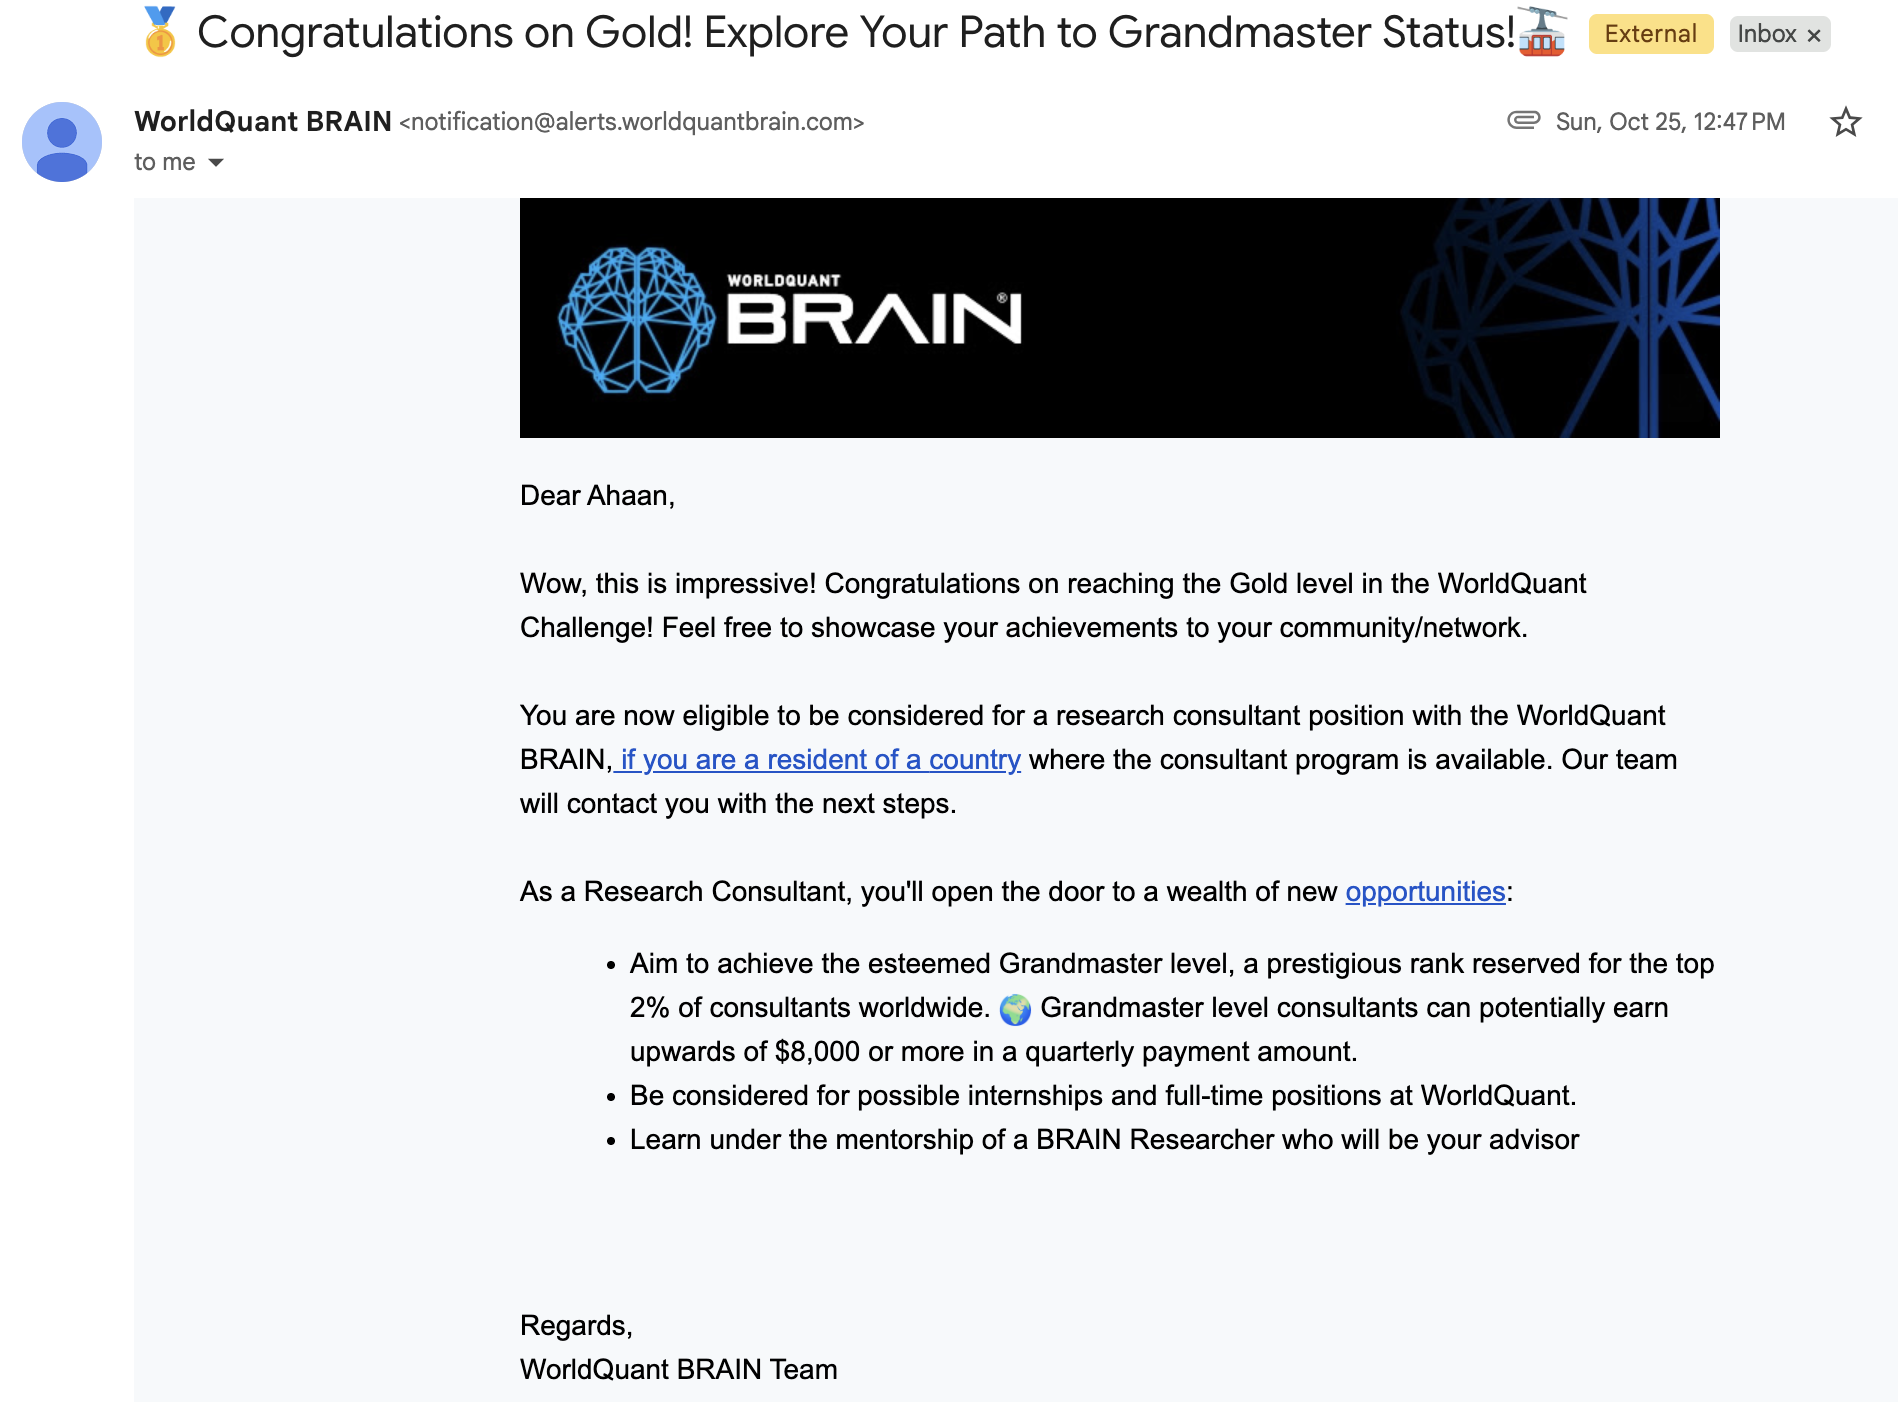 🥇 Congratulations on Gold! Explore Your Path to Grandmaster Status!🚡 External Inbox ×
WorldQuant BRAIN <notification@alerts.worldquantbrain.com> Sun, Oct 25, 12:47 PM
to me
WORLDQUANT
BRAIN®
Dear Ahaan,
Wow, this is impressive! Congratulations on reaching the Gold level in the WorldQuant
Challenge! Feel free to showcase your achievements to your community/network.
You are now eligible to be considered for a research consultant position with the WorldQuant
BRAIN, if you are a resident of a country where the consultant program is available. Our team
will contact you with the next steps.
As a Research Consultant, you'll open the door to a wealth of new opportunities:
• Aim to achieve the esteemed Grandmaster level, a prestigious rank reserved for the top
2% of consultants worldwide. 🌍 Grandmaster level consultants can potentially earn
upwards of $8,000 or more in a quarterly payment amount.
• Be considered for possible internships and full-time positions at WorldQuant.
• Learn under the mentorship of a BRAIN Researcher who will be your advisor
Regards,
WorldQuant BRAIN Team